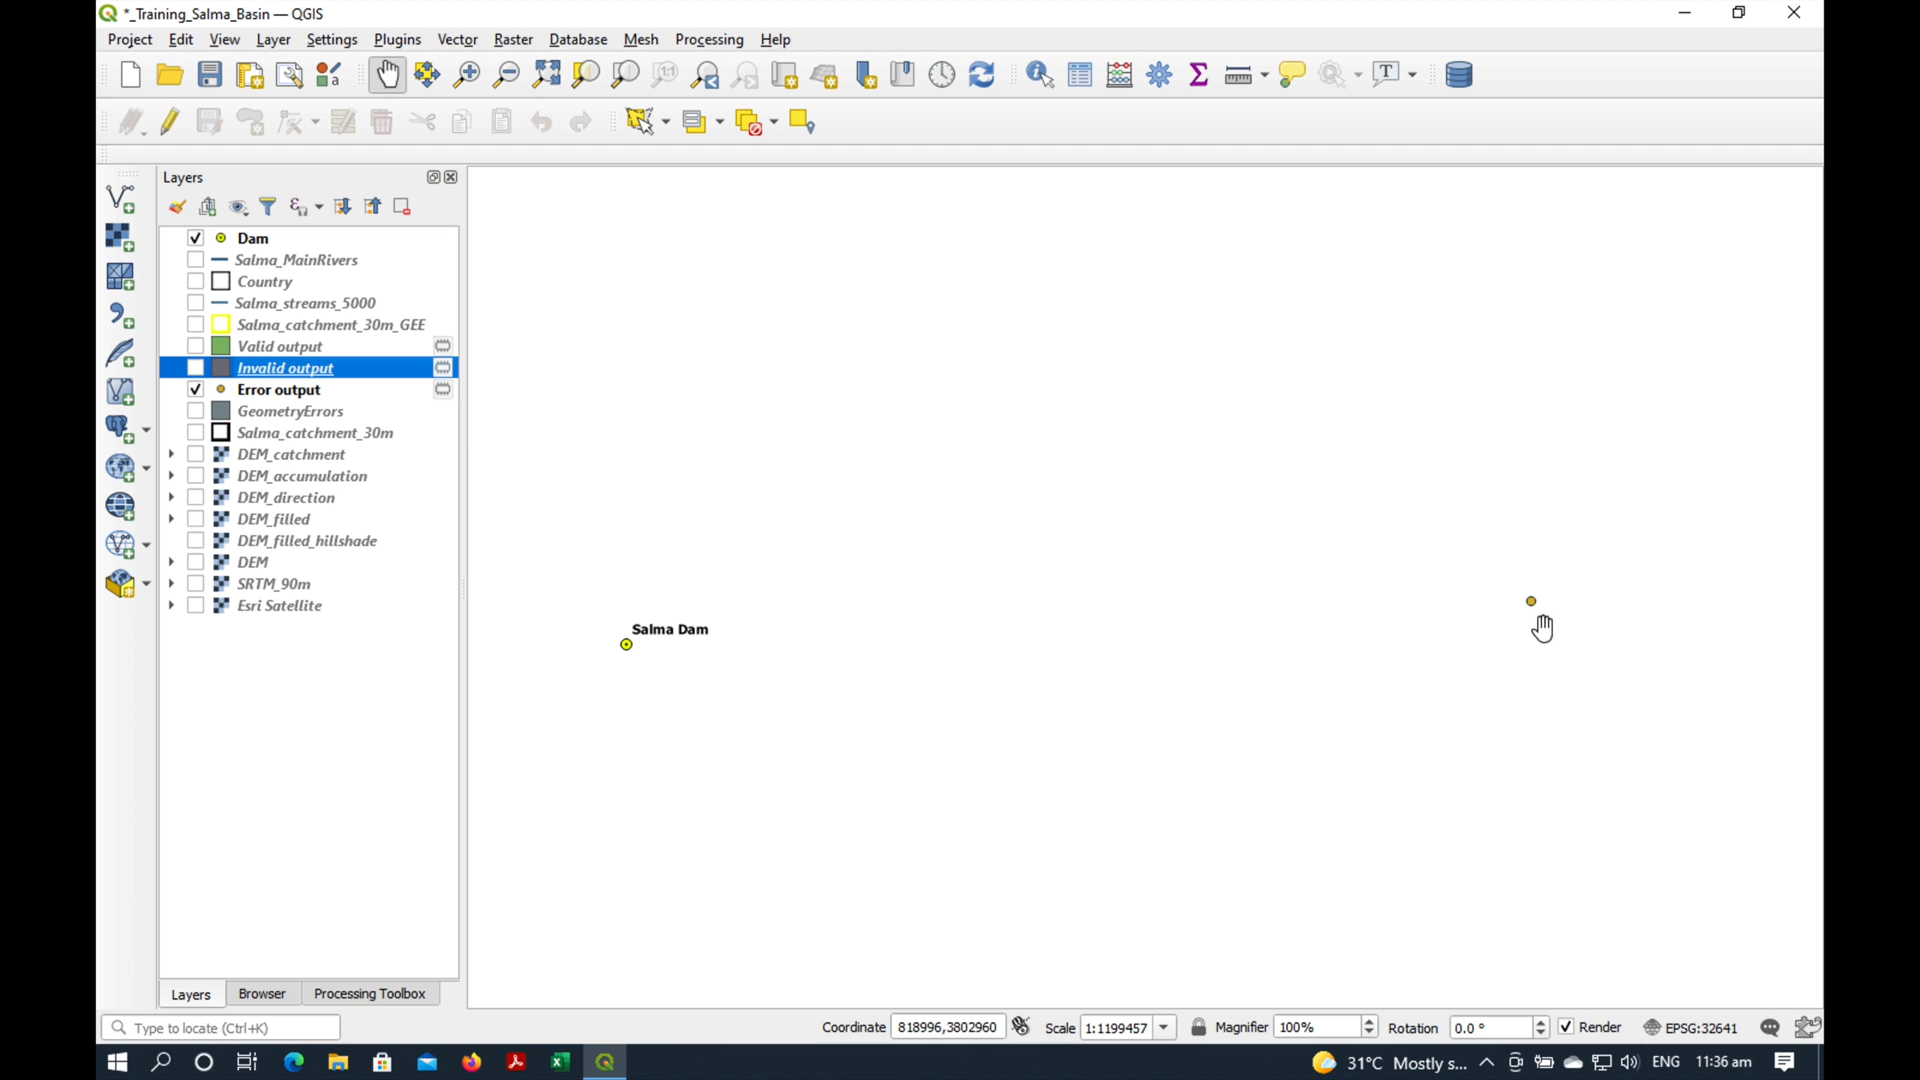 *_Training_Salma_Basin — QGIS
Project Edit View Layer Settings Plugins Vector Raster Database Mesh Processing Help
Layers
Dam
Salma_MainRivers
Country
Salma_streams_5000
Salma_catchment_30m_GEE
Valid output
Invalid output
Error output
GeometryErrors
Salma_catchment_30m
DEM_catchment
DEM_accumulation
DEM_direction
DEM_filled
DEM_filled_hillshade
DEM
SRTM_90m
Esri Satellite
Salma Dam
Layers Browser Processing Toolbox
Type to locate (Ctrl+K) Coordinate 818996,3802960 Scale 1:1199457 Magnifier 100% Rotation 0.0 ° Render EPSG:32641
31°C Mostly s... ENG 11:36 am